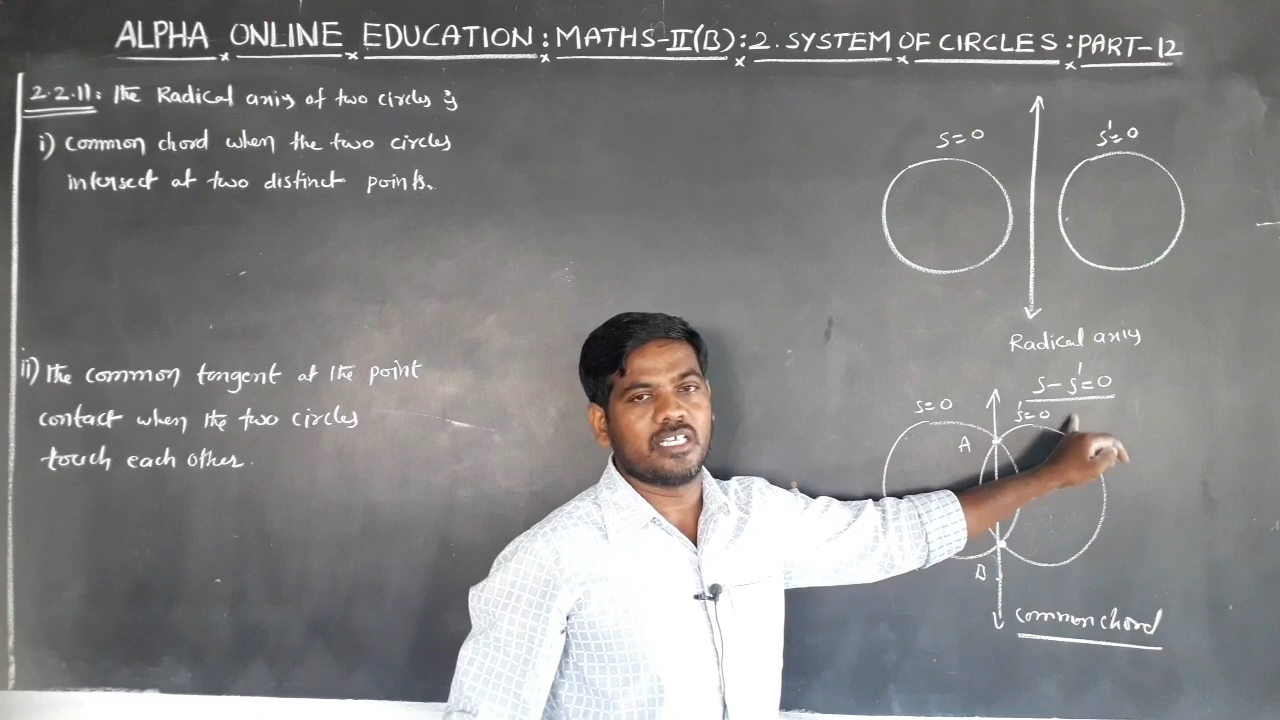 ALPHA ONLINE EDUCATION : MATHS-II(B) : 2. SYSTEM OF CIRCLES : PART-12
2.2.11: The Radical axis of two circles is
i) Common chord when the two circles
intersect at two distinct points.
ii) The common tangent at the point
contact when the two circles
touch each other.
S=0
S'=0
Radical axis
S-S'=0
S=0
S'=0
A
B
Common chord